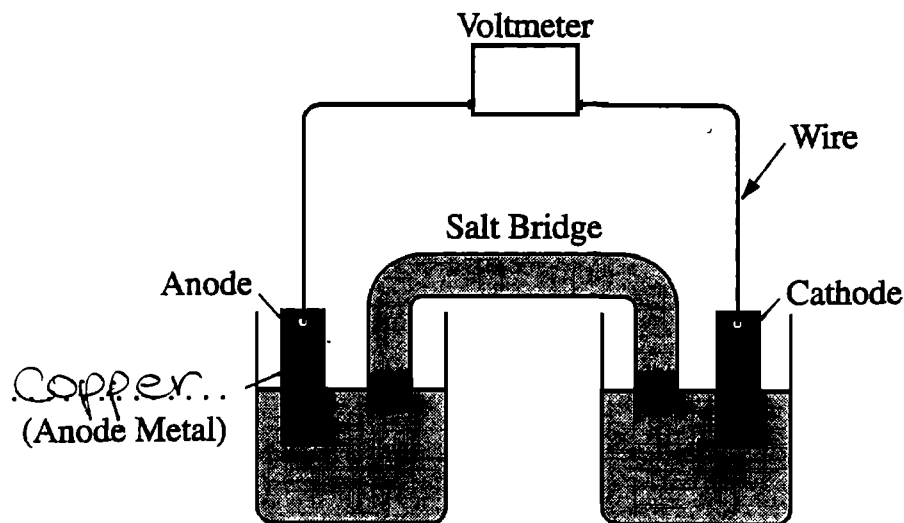 Voltmeter
Wire
Salt Bridge
Anode
Cathode
Copper
(Anode Metal)